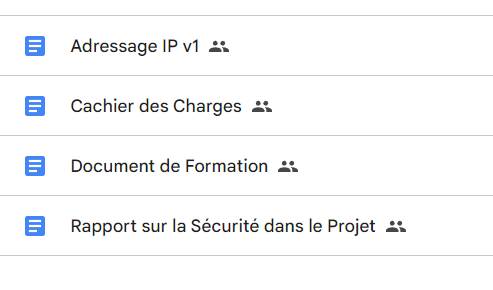 Adressage IP v1
Cachier des Charges
Document de Formation
Rapport sur la Sécurité dans le Projet